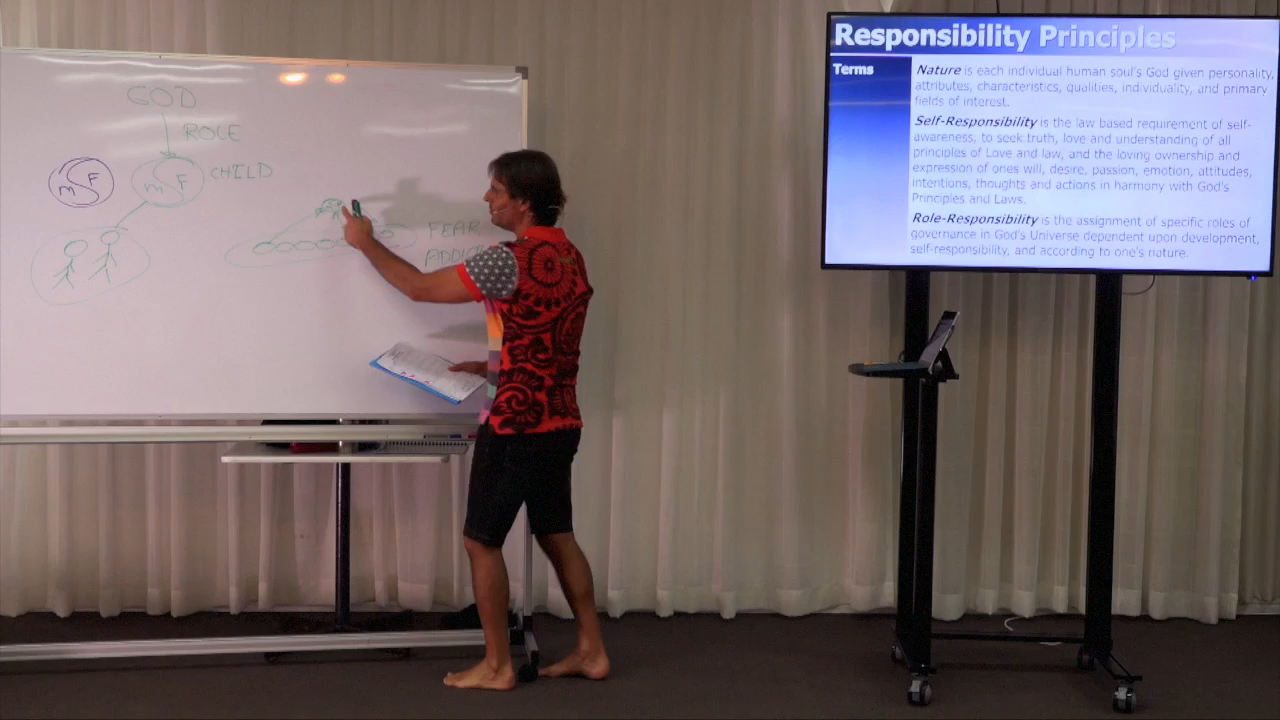 GOD
ROLE
M F
M F
CHILD
FEAR
Responsibility Principles
Terms
Nature is each individual human soul's God given personality,
attributes, characteristics, qualities, individuality, and primary
fields of interest.
Self-Responsibility is the law based requirement of self-
awareness, to seek truth, love and understanding of all
principles of Love and law, and the loving ownership and
expression of ones will, desire, passion, emotion, attitudes,
intentions, thoughts and actions in harmony with God's
Principles and Laws.
Role-Responsibility is the assignment of specific roles of
governance in God's Universe dependent upon development,
self-responsibility, and according to one's nature.